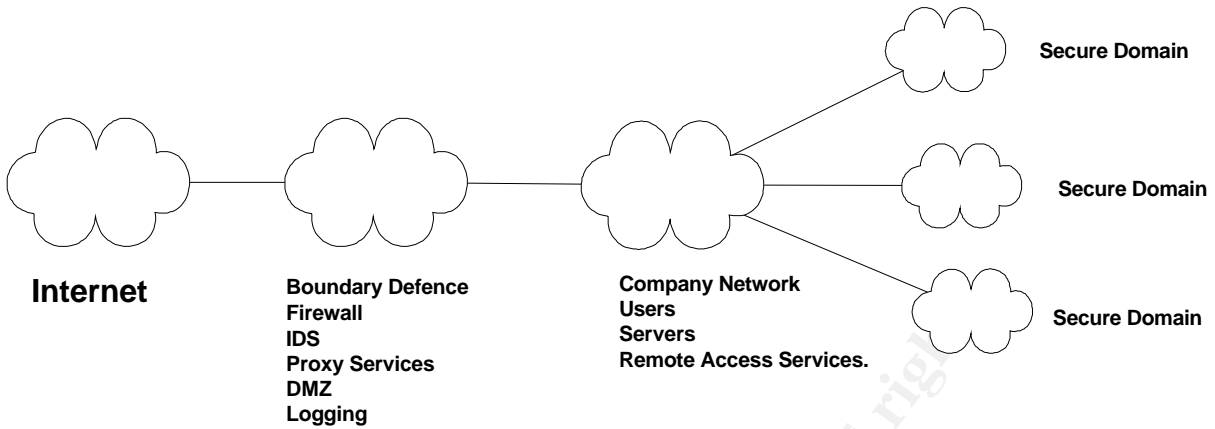 Secure Domain
Secure Domain
Secure Domain
Internet
Boundary Defence
Firewall
IDS
Proxy Services
DMZ
Logging
Company Network
Users
Servers
Remote Access Services.